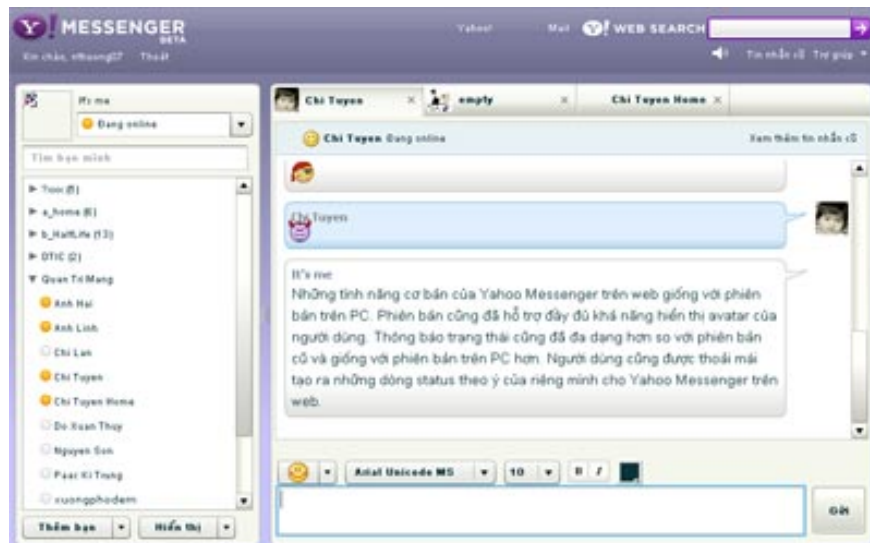 Y! MESSENGER
BETA
Yahoo! Mail Y! WEB SEARCH
Xin chào, Thoát
Tin nhắn cũ Trợ giúp
It's me
Đang online
Tìm bạn mình
a_home (6)
b_HalfLife (13)
DTIC (2)
Quan Tri Mang
Anh Hai
Anh Linh
Chi Lan
Chi Tuyen
Chi Tuyen Home
Do Xuan Thuy
Nguyen Son
Paac Ki Trung
xuongphodem
Thêm bạn
Hiển thị
Chi Tuyen
empty
Chi Tuyen Home
Chi Tuyen Đang online
Xem thêm tin nhắn cũ
Chi Tuyen
It's me
Những tính năng cơ bản của Yahoo Messenger trên web giống với phiên
bản trên PC. Phiên bản cũng đã hỗ trợ đầy đủ khả năng hiển thị avatar của
người dùng. Thông báo trạng thái cũng đã đa dạng hơn so với phiên bản
cũ và giống với phiên bản trên PC hơn. Người dùng cũng được thoải mái
tạo ra những dòng status theo ý của riêng mình cho Yahoo Messenger trên
web.
Arial Unicode MS 10 B I
Gửi